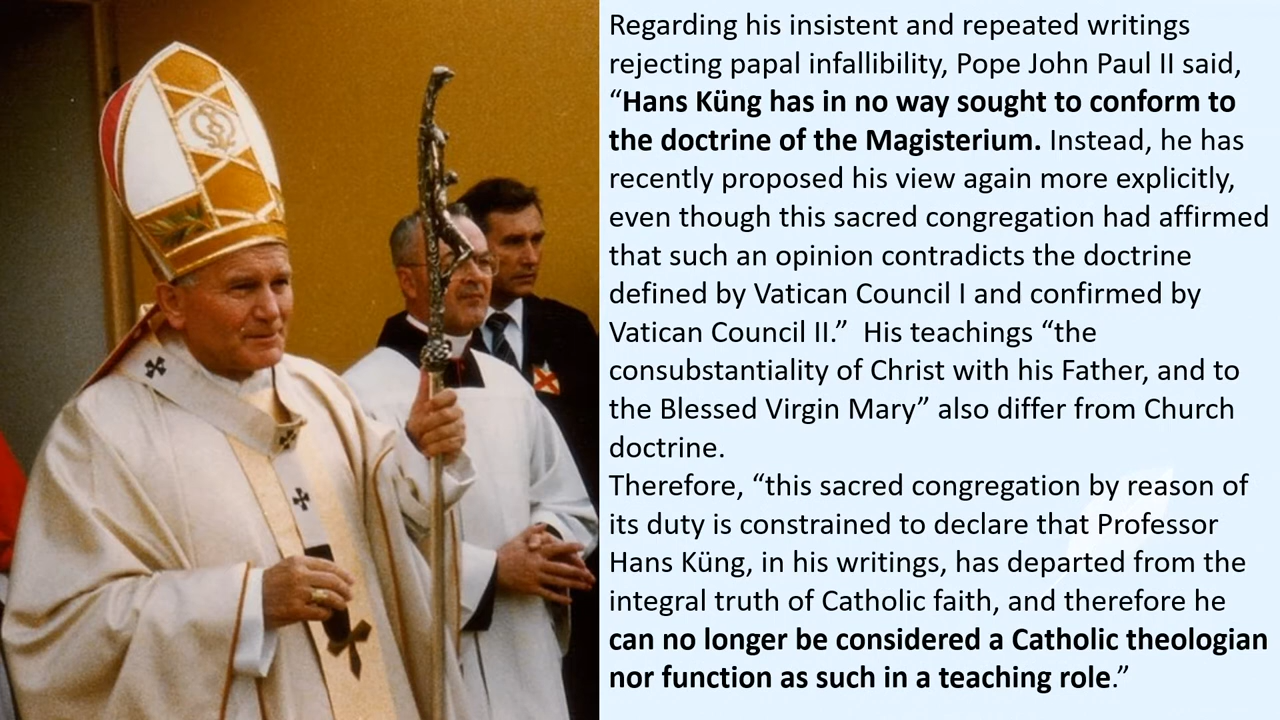 Regarding his insistent and repeated writings
rejecting papal infallibility, Pope John Paul II said,
“Hans Küng has in no way sought to conform to
the doctrine of the Magisterium. Instead, he has
recently proposed his view again more explicitly,
even though this sacred congregation had affirmed
that such an opinion contradicts the doctrine
defined by Vatican Council I and confirmed by
Vatican Council II.”  His teachings “the
consubstantiality of Christ with his Father, and to
the Blessed Virgin Mary” also differ from Church
doctrine.
Therefore, “this sacred congregation by reason of
its duty is constrained to declare that Professor
Hans Küng, in his writings, has departed from the
integral truth of Catholic faith, and therefore he
can no longer be considered a Catholic theologian
nor function as such in a teaching role.”